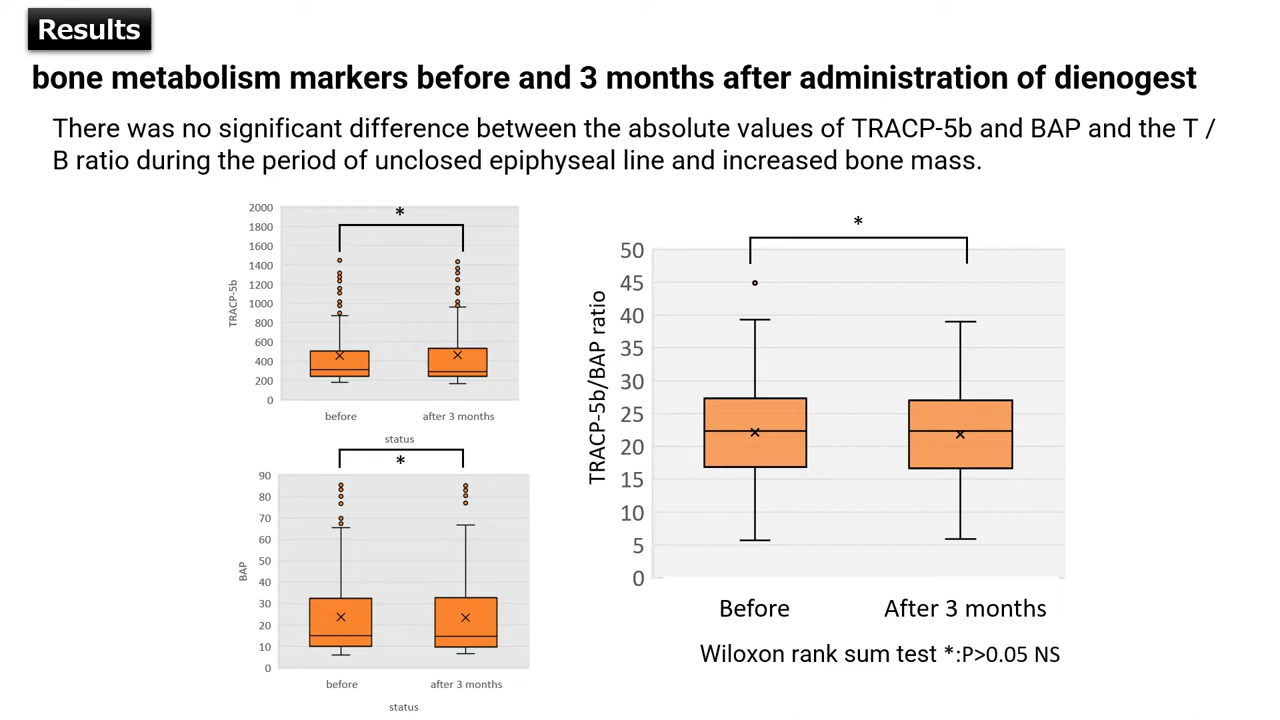 Results
bone metabolism markers before and 3 months after administration of dienogest
There was no significant difference between the absolute values of TRACP-5b and BAP and the T /
B ratio during the period of unclosed epiphyseal line and increased bone mass.
*
2000
1800
1600
1400
1200
1000
800
600
400
200
0
TRACP-5b
before
after 3 months
status
*
90
80
70
60
50
40
30
20
10
0
BAP
before
after 3 months
status
*
50
45
40
35
30
25
20
15
10
5
0
TRACP-5b/BAP ratio
Before
After 3 months
Wiloxon rank sum test *:P>0.05 NS